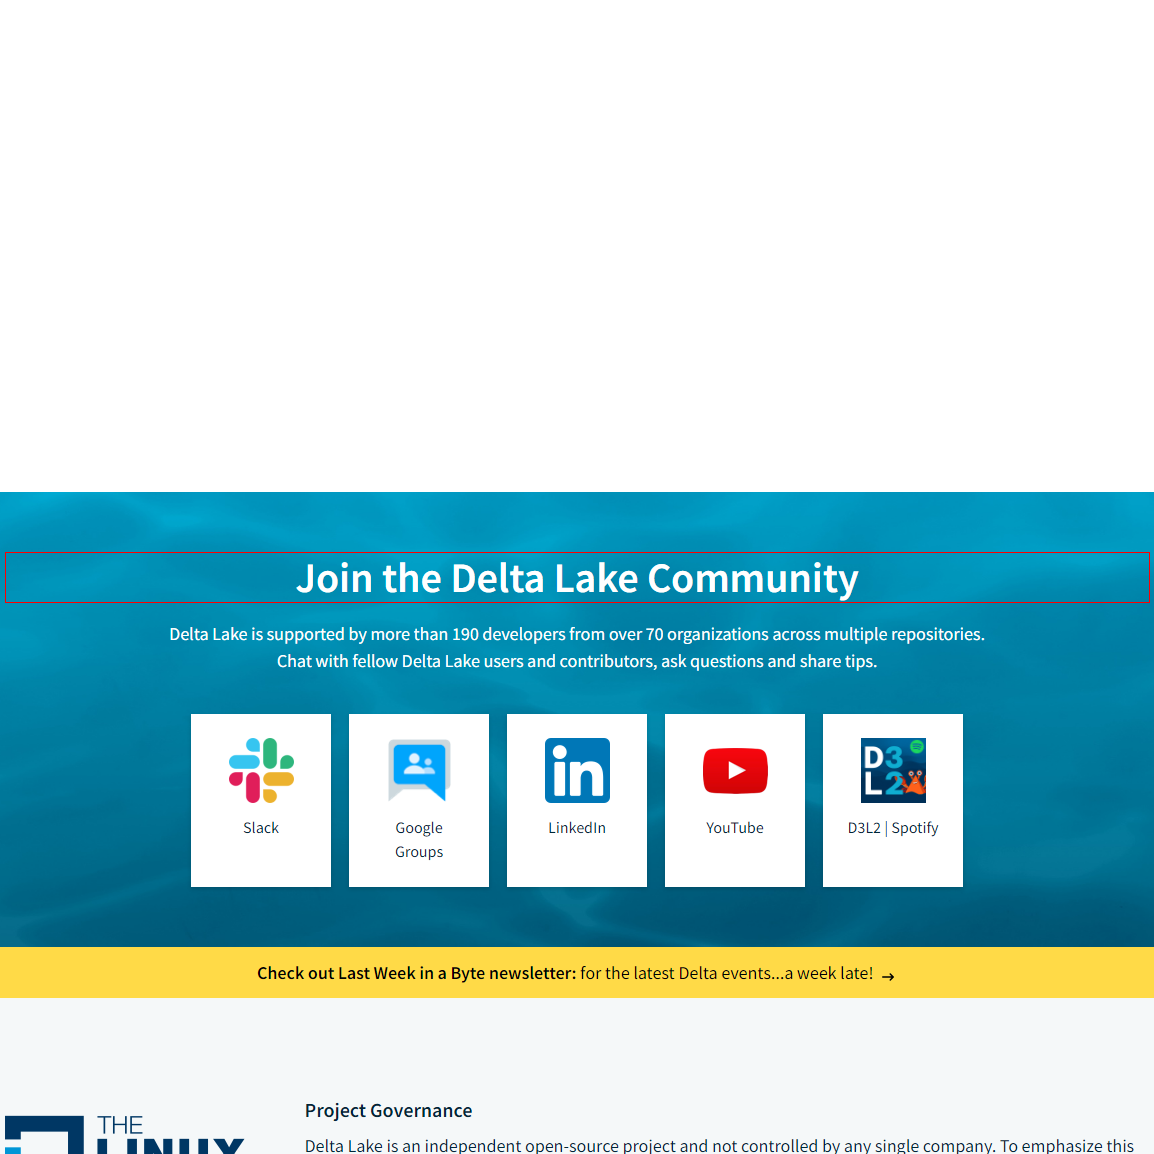 Join the Delta Lake Community
Delta Lake is supported by more than 190 developers from over 70 organizations across multiple repositories.
Chat with fellow Delta Lake users and contributors, ask questions and share tips.
in
D3
L2
Slack
Google
Groups
LinkedIn
YouTube
D3L2 | Spotify
Check out Last Week in a Byte newsletter: for the latest Delta events...a week late! →
THE
LINUX
Project Governance
Delta Lake is an independent open-source project and not controlled by any single company. To emphasize this